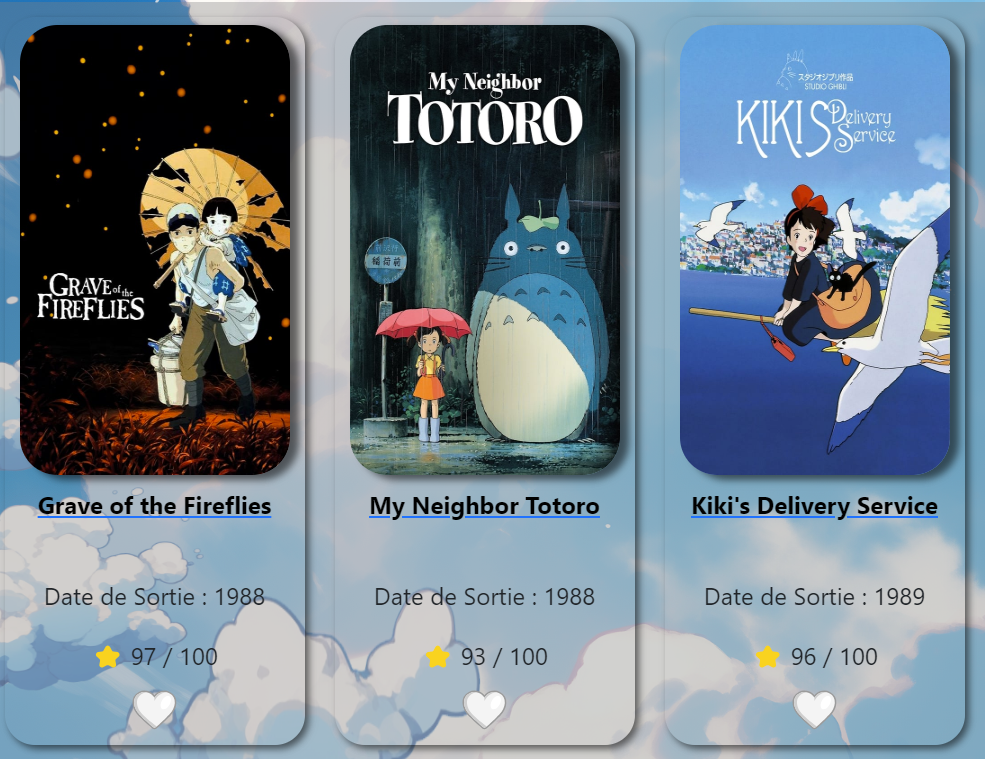 GRAVE of the
FIREFLIES
Grave of the Fireflies
Date de Sortie : 1988
97 / 100
My Neighbor
TOTORO
稲荷前
My Neighbor Totoro
Date de Sortie : 1988
93 / 100
スタジオジブリ作品
STUDIO GHIBLI
KIKI'S Delivery
Service
Kiki's Delivery Service
Date de Sortie : 1989
96 / 100